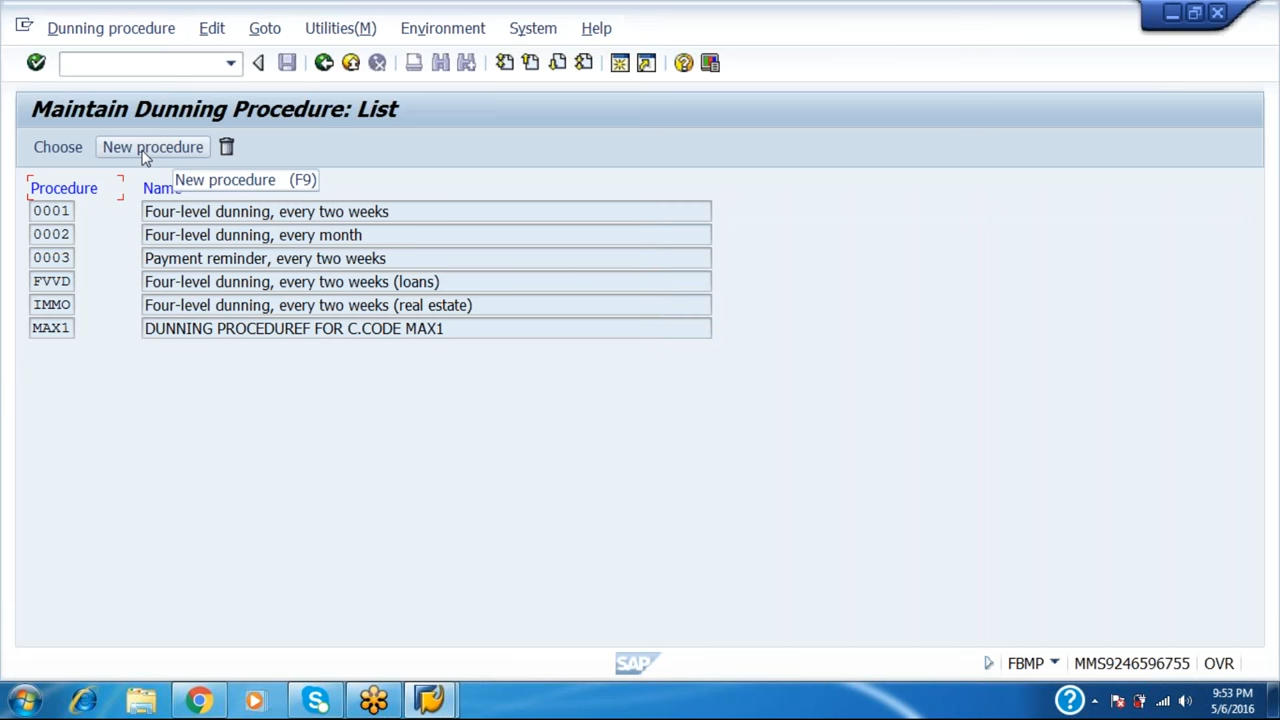 Dunning procedure Edit Goto Utilities(M) Environment System Help
Maintain Dunning Procedure: List
Choose New procedure
New procedure (F9)
Procedure Name
0001 Four-level dunning, every two weeks
0002 Four-level dunning, every month
0003 Payment reminder, every two weeks
FVVD Four-level dunning, every two weeks (loans)
IMMO Four-level dunning, every two weeks (real estate)
MAX1 DUNNING PROCEDUREF FOR C.CODE MAX1
SAP
FBMP MMS9246596755 OVR
9:53 PM
5/6/2016